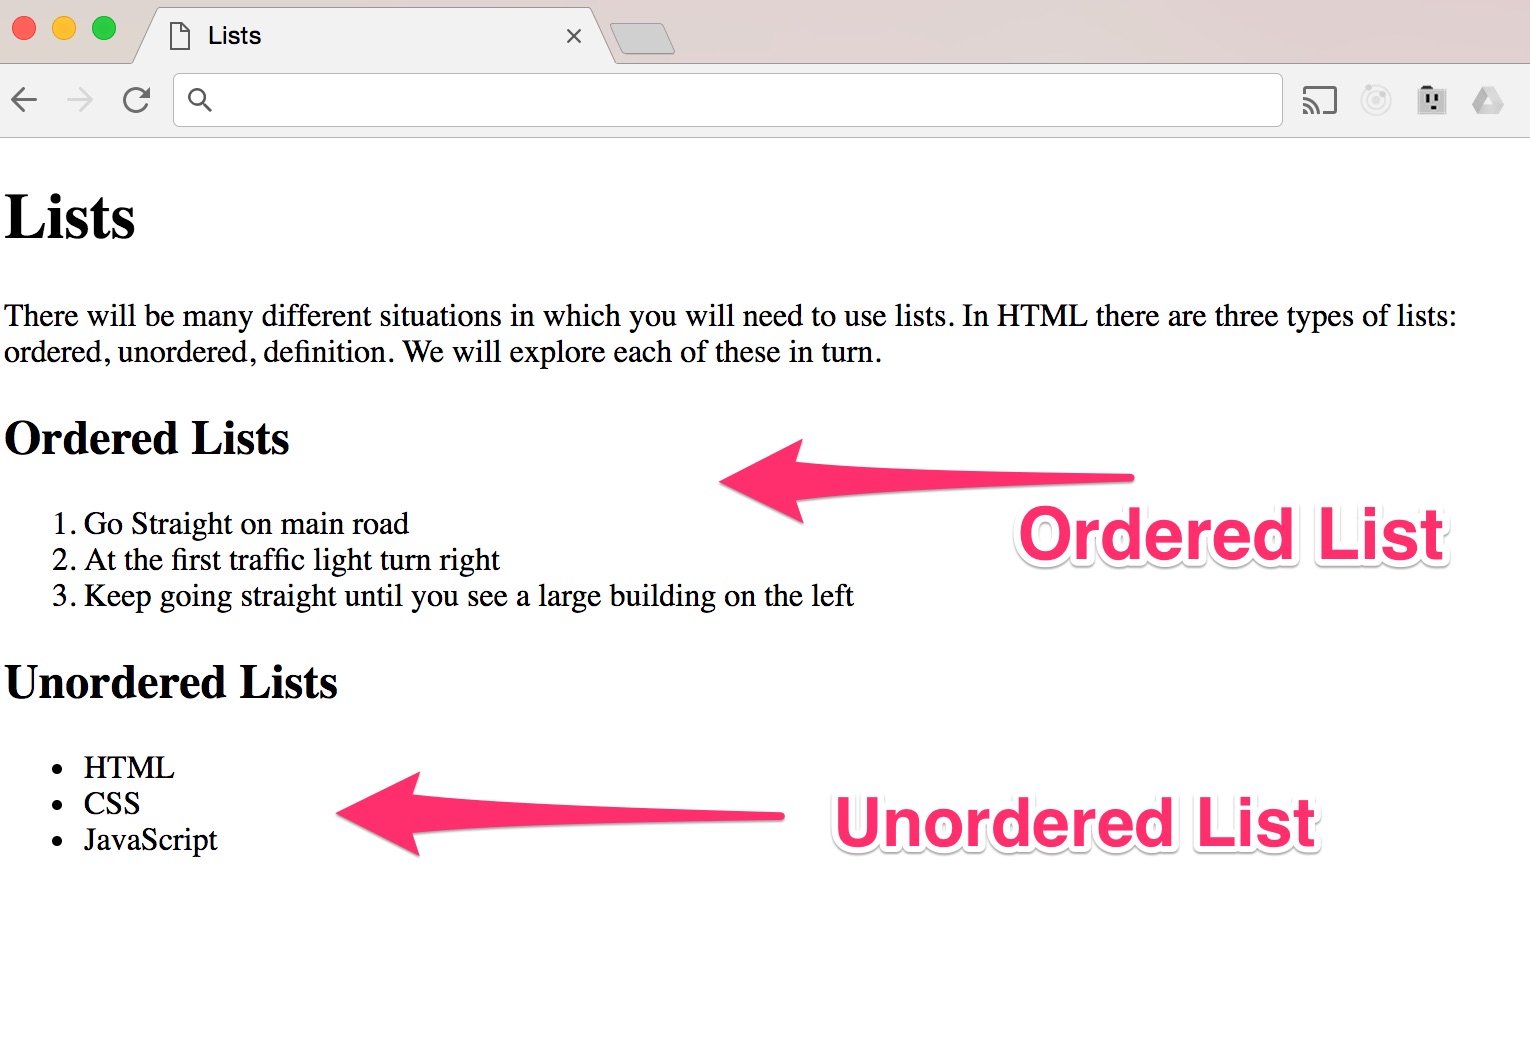 Lists
Lists
There will be many different situations in which you will need to use lists. In HTML there are three types of lists:
ordered, unordered, definition. We will explore each of these in turn.
Ordered Lists
1. Go Straight on main road
2. At the first traffic light turn right
3. Keep going straight until you see a large building on the left
Ordered List
Unordered Lists
• HTML
• CSS
• JavaScript
Unordered List